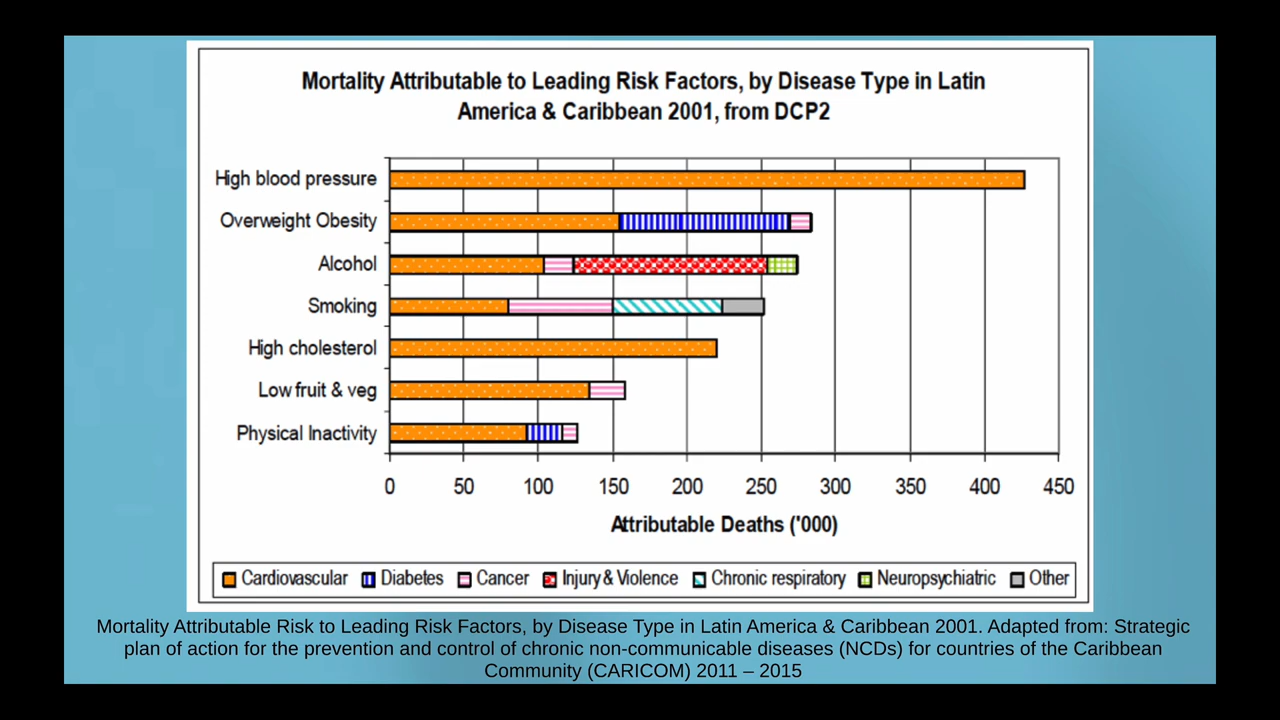 Mortality Attributable to Leading Risk Factors, by Disease Type in Latin
America & Caribbean 2001, from DCP2
High blood pressure
Overweight Obesity
Alcohol
Smoking
High cholesterol
Low fruit & veg
Physical Inactivity
0 50 100 150 200 250 300 350 400 450
Attributable Deaths ('000)
Cardiovascular Diabetes Cancer Injury & Violence Chronic respiratory Neuropsychiatric Other
Mortality Attributable Risk to Leading Risk Factors, by Disease Type in Latin America & Caribbean 2001. Adapted from: Strategic
plan of action for the prevention and control of chronic non-communicable diseases (NCDs) for countries of the Caribbean
Community (CARICOM) 2011 – 2015